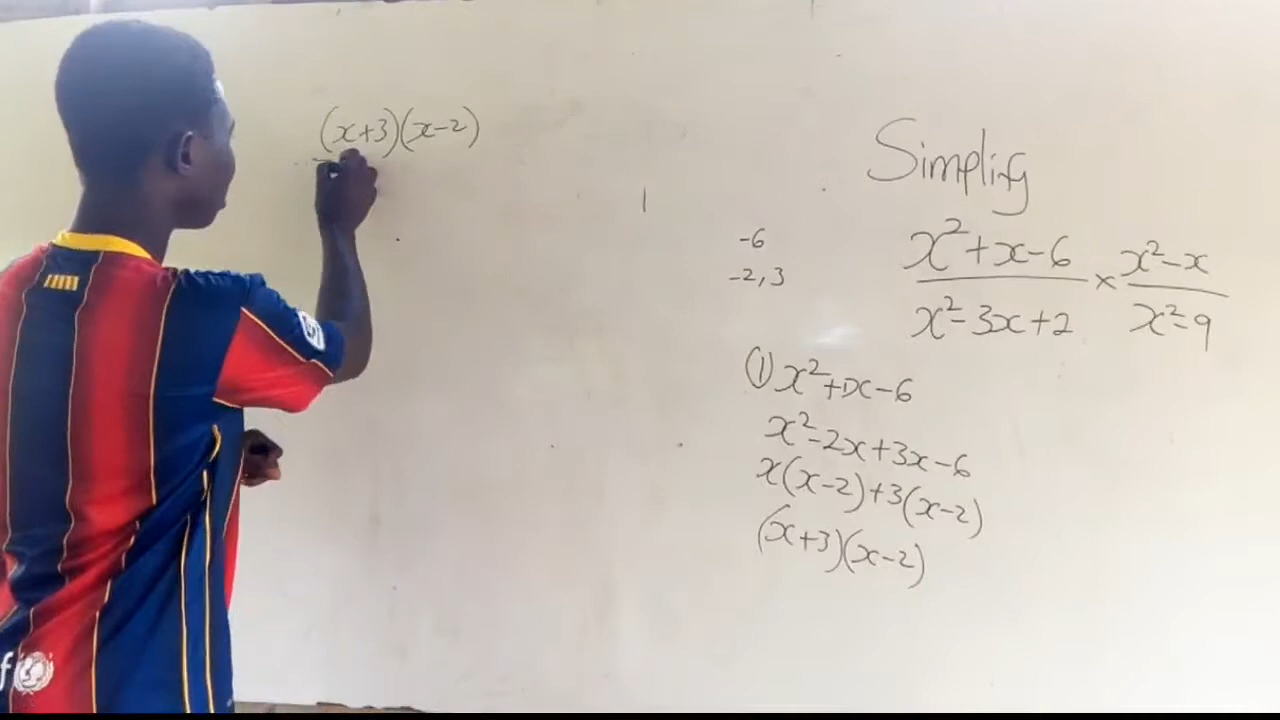 (x+3)(x-2)
Simplify
x²+x-6 / x²-3x+2 × x²-x / x²-9
-6
-2,3
① x²+x-6
x²-2x+3x-6
x(x-2)+3(x-2)
(x+3)(x-2)